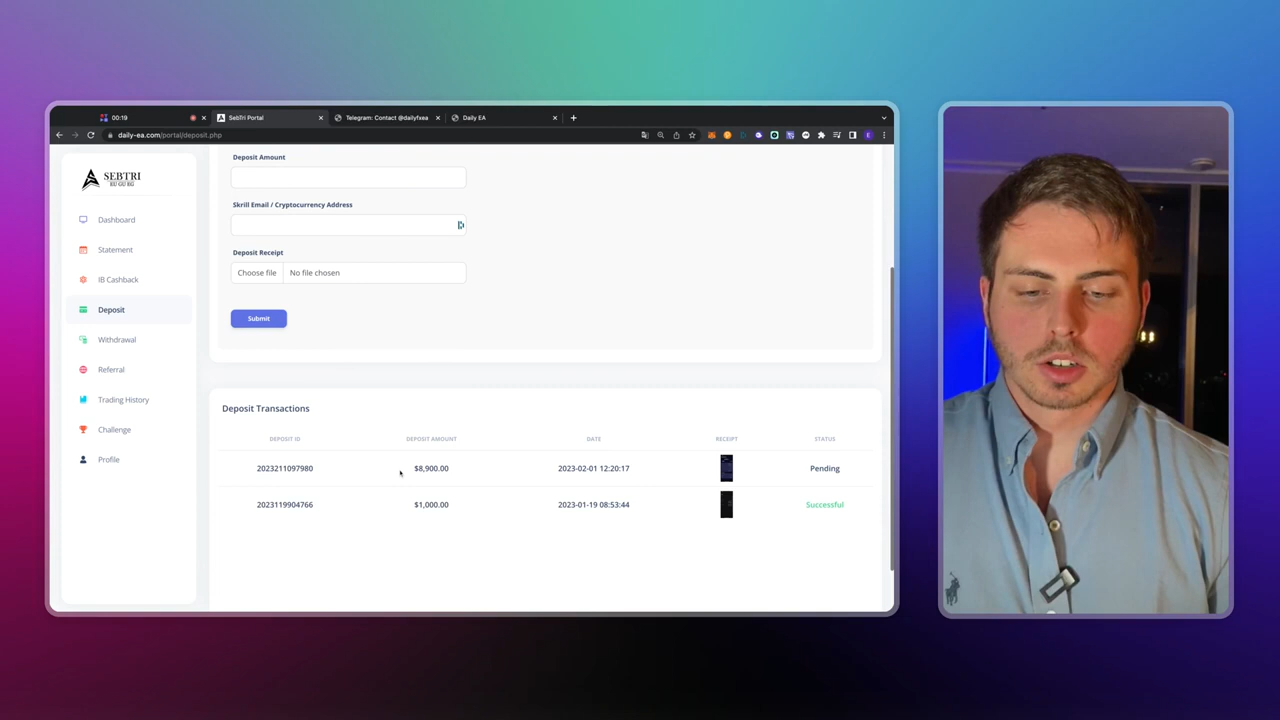 00:19
SebTri Portal
Telegram: Contact @dailyfxea
Daily EA
daily-ea.com/portal/deposit.php
SEBTRI
Dashboard
Statement
IB Cashback
Deposit
Withdrawal
Referral
Trading History
Challenge
Profile
Deposit Amount
Skrill Email / Cryptocurrency Address
Deposit Receipt
Choose file No file chosen
Submit
Deposit Transactions
DEPOSIT ID DEPOSIT AMOUNT DATE RECEIPT STATUS
2023211097980 $8,900.00 2023-02-01 12:20:17 Pending
2023119904766 $1,000.00 2023-01-19 08:53:44 Successful